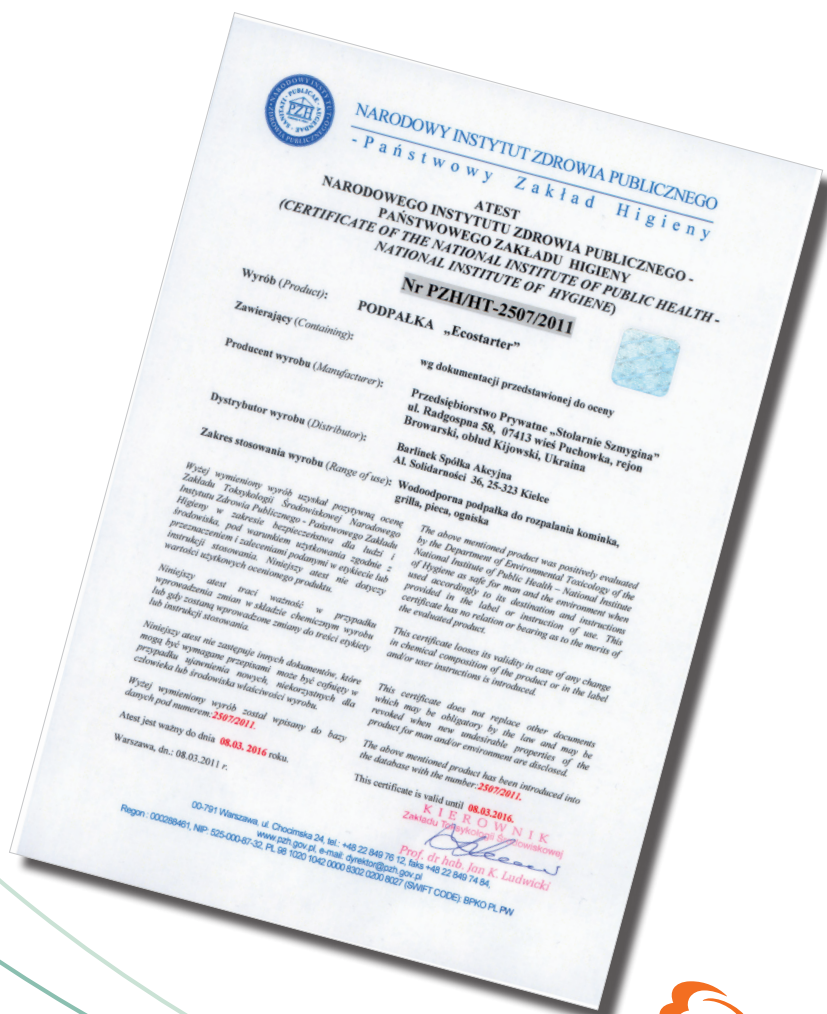 NARODOWY INSTYTUT ZDROWIA PUBLICZNEGO
- Państwowy Zakład Higieny
ATEST
NARODOWEGO INSTYTUTU ZDROWIA PUBLICZNEGO -
PAŃSTWOWEGO ZAKŁADU HIGIENY
(CERTIFICATE OF THE NATIONAL INSTITUTE OF PUBLIC HEALTH -
NATIONAL INSTITUTE OF HYGIENE)
Nr PZH/HT-2507/2011
Wyrób (Product):
PODPAŁKA „Ecostarter"
Zawierający (Containing):
wg dokumentacji przedstawionej do oceny
Producent wyrobu (Manufacturer):
Przedsiębiorstwo Prywatne „Stolarnie Szmygina"
ul. Radgospna 58, 07413 wieś Puchowka, rejon
Browarski, obłud Kijowski, Ukraina
Dystrybutor wyrobu (Distributor):
Barlinek Spółka Akcyjna
Al. Solidarności 36, 25-323 Kielce
Zakres stosowania wyrobu (Range of use):
Wodoodporna podpałka do rozpalania kominka,
grilla, pieca, ogniska
Wyżej wymieniony wyrób uzyskał pozytywną ocenę
Zakładu Toksykologii Środowiskowej Narodowego
Instytutu Zdrowia Publicznego - Państwowego Zakładu
Higieny w zakresie bezpieczeństwa dla ludzi i
środowiska, pod warunkiem użytkowania zgodnie z
przeznaczeniem i zaleceniami podanymi w etykiecie lub
instrukcji stosowania. Niniejszy atest nie dotyczy
wartości użytkowych ocenionego produktu.
Niniejszy atest traci ważność w przypadku
wprowadzenia zmian w składzie chemicznym wyrobu
lub gdy zostaną wprowadzone zmiany do treści etykiety
lub instrukcji stosowania.
Niniejszy atest nie zastępuje innych dokumentów, które
mogą być wymagane przepisami może być cofnięty w
przypadku ujawnienia nowych, niekorzystnych dla
człowieka lub środowiska właściwości wyrobu.
Wyżej wymieniony wyrób został wpisany do bazy
danych pod numerem:2507/2011.
Atest jest ważny do dnia 08.03. 2016 roku.
Warszawa, dn.: 08.03.2011 r.
The above mentioned product was positively evaluated
by the Department of Environmental Toxicology of the
National Institute of Public Health – National Institute
of Hygiene as safe for man and the environment when
used accordingly to its destination and instructions
provided in the label or instruction of use. This
certificate has no relation or bearing as to the merits of
the evaluated product.
This certificate looses its validity in case of any change
in chemical composition of the product or in the label
and/or user instructions is introduced.
This certificate does not replace other documents
which may be obligatory by the law and may be
revoked when new undesirable properties of the
product for man and/or environment are disclosed.
The above mentioned product has been introduced into
the database with the number:2507/2011.
This certificate is valid until 08.03.2016.
KIEROWNIK
Zakładu Toksykologii Środowiskowej
Prof. dr hab. Jan K. Ludwicki
00-791 Warszawa, ul. Chocimska 24, tel.: +48 22 849 76 12, faks +48 22 849 74 84,
www.pzh.gov.pl, e-mail: dyrektor@pzh.gov.pl
Regon : 000288461, NIP: 525-000-87-32, PL 98 1020 1042 0000 8302 0200 8027 (SWIFT CODE): BPKO PL PW